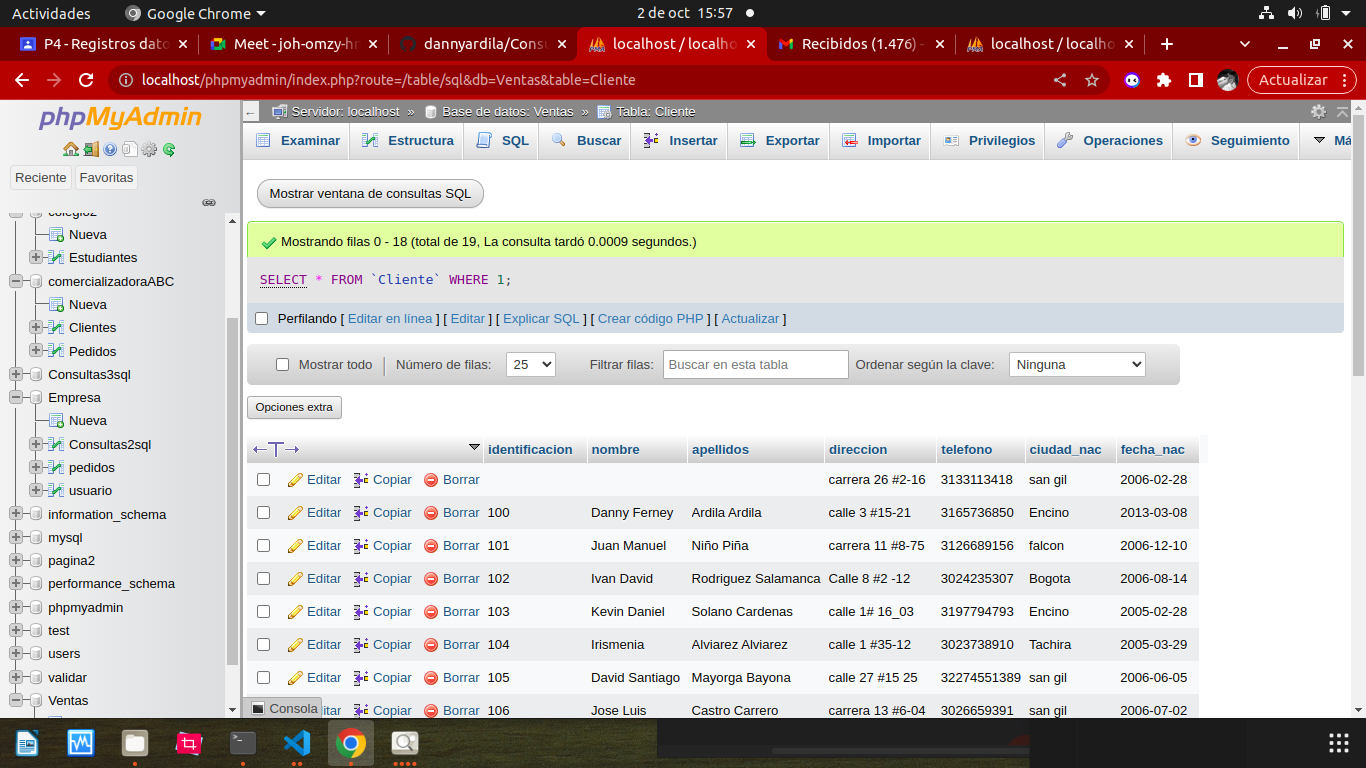 Actividades Google Chrome 2 de oct 15:57
P4 - Registros dato Meet - joh-omzy-hr dannyardila/Consu localhost / localho Recibidos (1.476) - localhost / localho
localhost/phpmyadmin/index.php?route=/table/sql&db=Ventas&table=Cliente Actualizar
phpMyAdmin
Reciente Favoritas
colegio2
Nueva
Estudiantes
comercializadoraABC
Nueva
Clientes
Pedidos
Consultas3sql
Empresa
Nueva
Consultas2sql
pedidos
usuario
information_schema
mysql
pagina2
performance_schema
phpmyadmin
test
users
validar
Ventas
Servidor: localhost » Base de datos: Ventas » Tabla: Cliente
Examinar Estructura SQL Buscar Insertar Exportar Importar Privilegios Operaciones Seguimiento Má
Mostrar ventana de consultas SQL
Mostrando filas 0 - 18 (total de 19, La consulta tardó 0.0009 segundos.)
SELECT * FROM `Cliente` WHERE 1;
Perfilando [ Editar en línea ] [ Editar ] [ Explicar SQL ] [ Crear código PHP ] [ Actualizar ]
Mostrar todo Número de filas: 25 Filtrar filas: Buscar en esta tabla Ordenar según la clave: Ninguna
Opciones extra
identificacion nombre apellidos direccion telefono ciudad_nac fecha_nac
Editar Copiar Borrar carrera 26 #2-16 3133113418 san gil 2006-02-28
Editar Copiar Borrar 100 Danny Ferney Ardila Ardila calle 3 #15-21 3165736850 Encino 2013-03-08
Editar Copiar Borrar 101 Juan Manuel Niño Piña carrera 11 #8-75 3126689156 falcon 2006-12-10
Editar Copiar Borrar 102 Ivan David Rodriguez Salamanca Calle 8 #2 -12 3024235307 Bogota 2006-08-14
Editar Copiar Borrar 103 Kevin Daniel Solano Cardenas calle 1# 16_03 3197794793 Encino 2005-02-28
Editar Copiar Borrar 104 Irismenia Alviarez Alviarez calle 1 #35-12 3023738910 Tachira 2005-03-29
Editar Copiar Borrar 105 David Santiago Mayorga Bayona calle 27 #15 25 32274551389 san gil 2006-06-05
itar Copiar Borrar 106 Jose Luis Castro Carrero carrera 13 #6-04 3026659391 san gil 2006-07-02
Consola